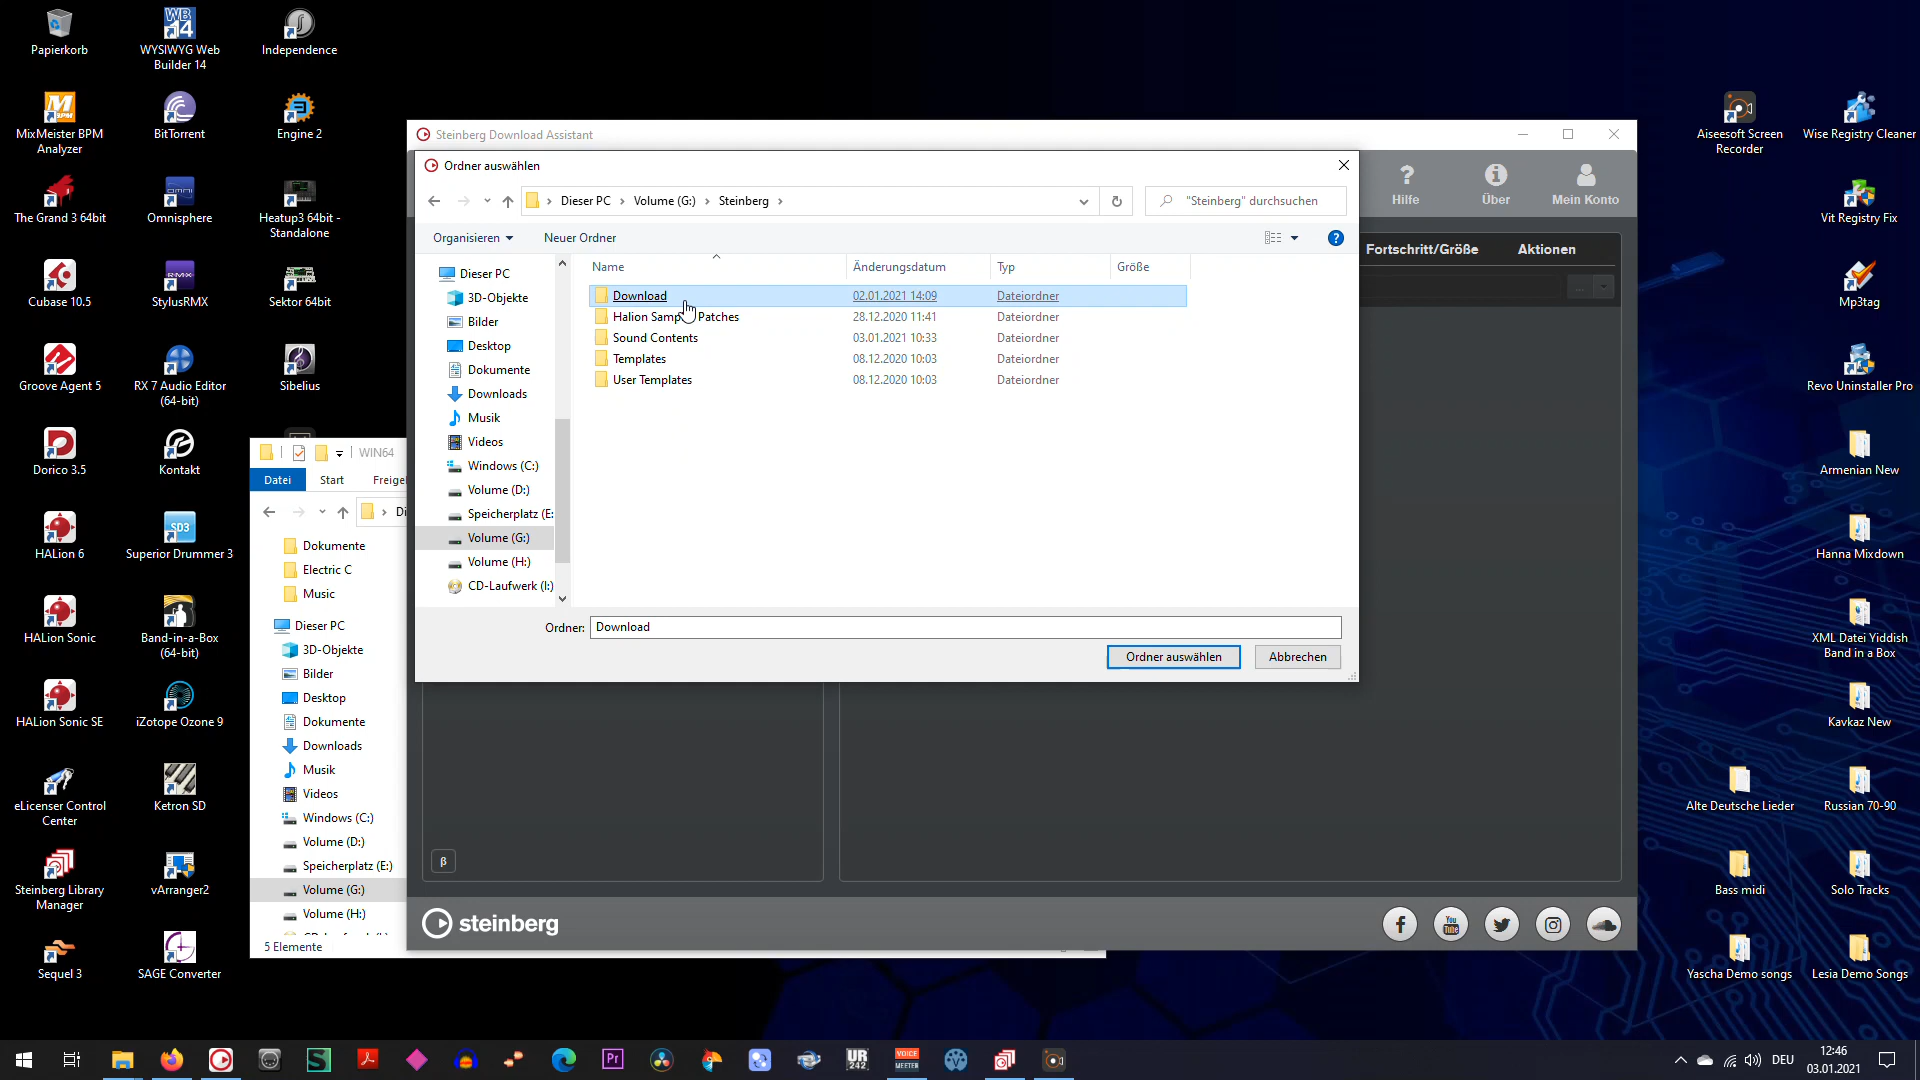 Papierkorb
WYSIWYG Web
Builder 14
Independence
MixMeister BPM
Analyzer
BitTorrent
Engine 2
The Grand 3 64bit
Omnisphere
Heatup3 64bit -
Standalone
Cubase 10.5
StylusRMX
Sektor 64bit
Groove Agent 5
RX 7 Audio Editor
(64-bit)
Sibelius
Dorico 3.5
Kontakt
HALion 6
Superior Drummer 3
HALion Sonic
Band-in-a-Box
(64-bit)
HALion Sonic SE
iZotope Ozone 9
eLicenser Control
Center
Ketron SD
Steinberg Library
Manager
vArranger2
Sequel 3
SAGE Converter
WIN64
Datei
Start
Freige
Di
Dokumente
Electric C
Music
Dieser PC
3D-Objekte
Bilder
Desktop
Dokumente
Downloads
Musik
Videos
Windows (C:)
Volume (D:)
Speicherplatz (E:)
Volume (G:)
Volume (H:)
5 Elemente
Steinberg Download Assistant
Hilfe
Über
Mein Konto
Fortschritt/Größe
Aktionen
β
steinberg
Ordner auswählen
Dieser PC
Volume (G:)
Steinberg
"Steinberg" durchsuchen
Organisieren
Neuer Ordner
Dieser PC
3D-Objekte
Bilder
Desktop
Dokumente
Downloads
Musik
Videos
Windows (C:)
Volume (D:)
Speicherplatz (E:
Volume (G:)
Volume (H:)
CD-Laufwerk (I:)
Name Änderungsdatum Typ Größe
Download 02.01.2021 14:09 Dateiordner
Halion Samp Patches 28.12.2020 11:41 Dateiordner
Sound Contents 03.01.2021 10:33 Dateiordner
Templates 08.12.2020 10:03 Dateiordner
User Templates 08.12.2020 10:03 Dateiordner
Ordner: Download
Ordner auswählen
Abbrechen
Aiseesoft Screen
Recorder
Wise Registry Cleaner
Vit Registry Fix
Mp3tag
Revo Uninstaller Pro
Armenian New
Hanna Mixdown
XML Datei Yiddish
Band in a Box
Kavkaz New
Alte Deutsche Lieder
Russian 70-90
Bass midi
Solo Tracks
Yascha Demo songs
Lesia Demo Songs
DEU
12:46
03.01.2021